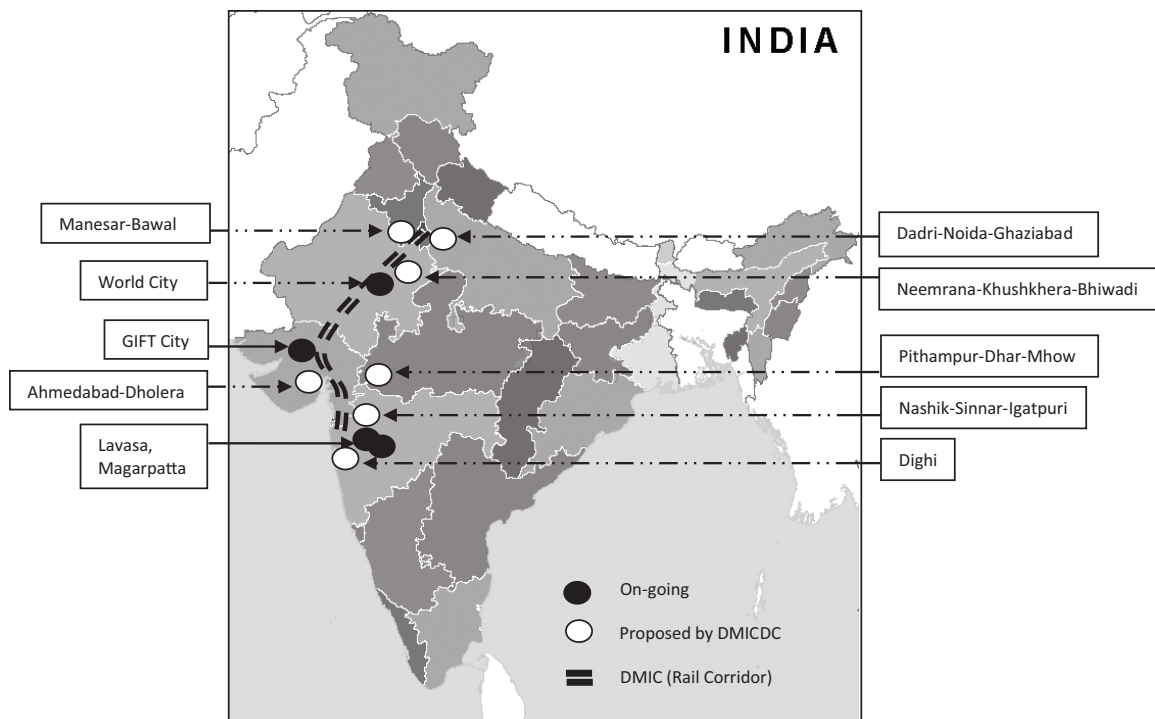 INDIA
Manesar-Bawal
World City
GIFT City
Ahmedabad-Dholera
Lavasa,
Magarpatta
Dadri-Noida-Ghaziabad
Neemrana-Khushkhera-Bhiwadi
Pithampur-Dhar-Mhow
Nashik-Sinnar-Igatpuri
Dighi
On-going
Proposed by DMICDC
DMIC (Rail Corridor)